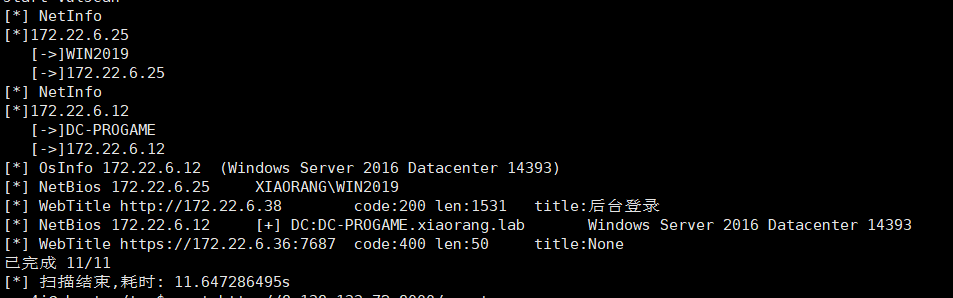 start vulscan
[*] NetInfo
[*]172.22.6.25
[->]WIN2019
[->]172.22.6.25
[*] NetInfo
[*]172.22.6.12
[->]DC-PROGAME
[->]172.22.6.12
[*] OsInfo 172.22.6.12 (Windows Server 2016 Datacenter 14393)
[*] NetBios 172.22.6.25 XIAORANG\WIN2019
[*] WebTitle http://172.22.6.38 code:200 len:1531 title:后台登录
[*] NetBios 172.22.6.12 [+] DC:DC-PROGAME.xiaorang.lab Windows Server 2016 Datacenter 14393
[*] WebTitle https://172.22.6.36:7687 code:400 len:50 title:None
已完成 11/11
[*] 扫描结束,耗时: 11.647286495s